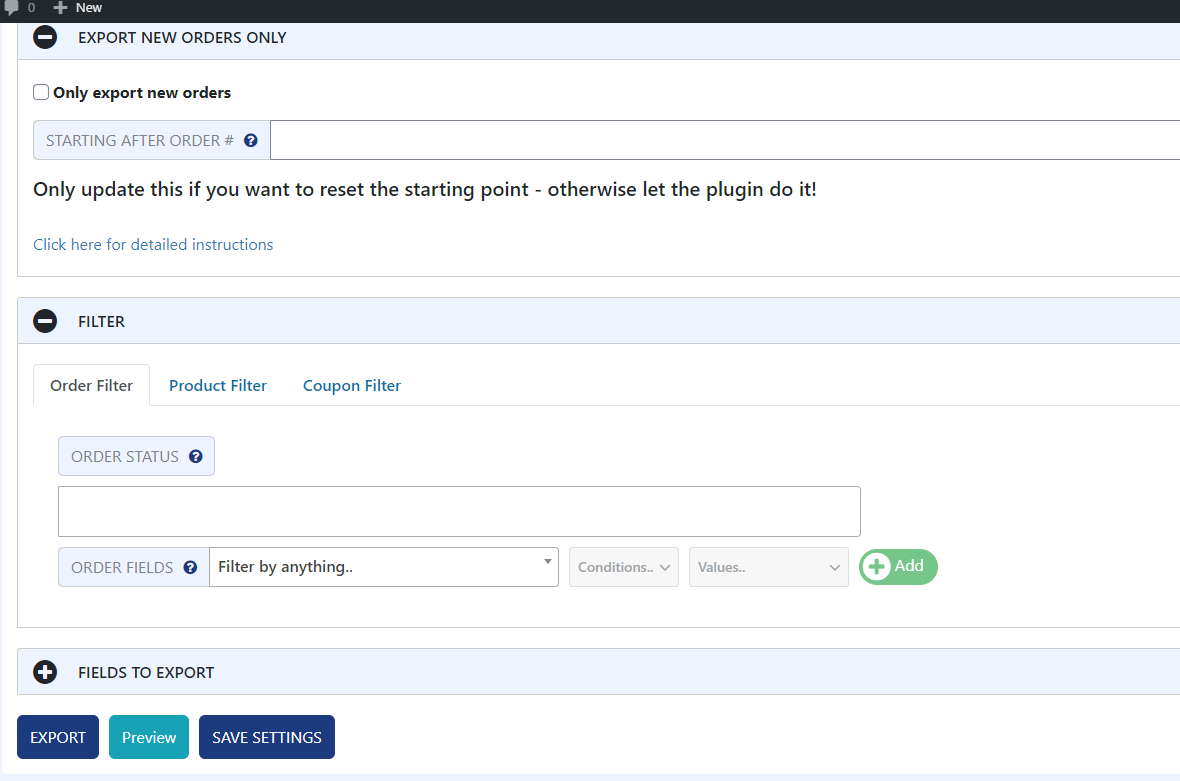 0 New
EXPORT NEW ORDERS ONLY
Only export new orders
STARTING AFTER ORDER # ?
Only update this if you want to reset the starting point - otherwise let the plugin do it!
Click here for detailed instructions
FILTER
Order Filter Product Filter Coupon Filter
ORDER STATUS ?
ORDER FIELDS ? Filter by anything.. Conditions.. Values.. Add
FIELDS TO EXPORT
EXPORT Preview SAVE SETTINGS